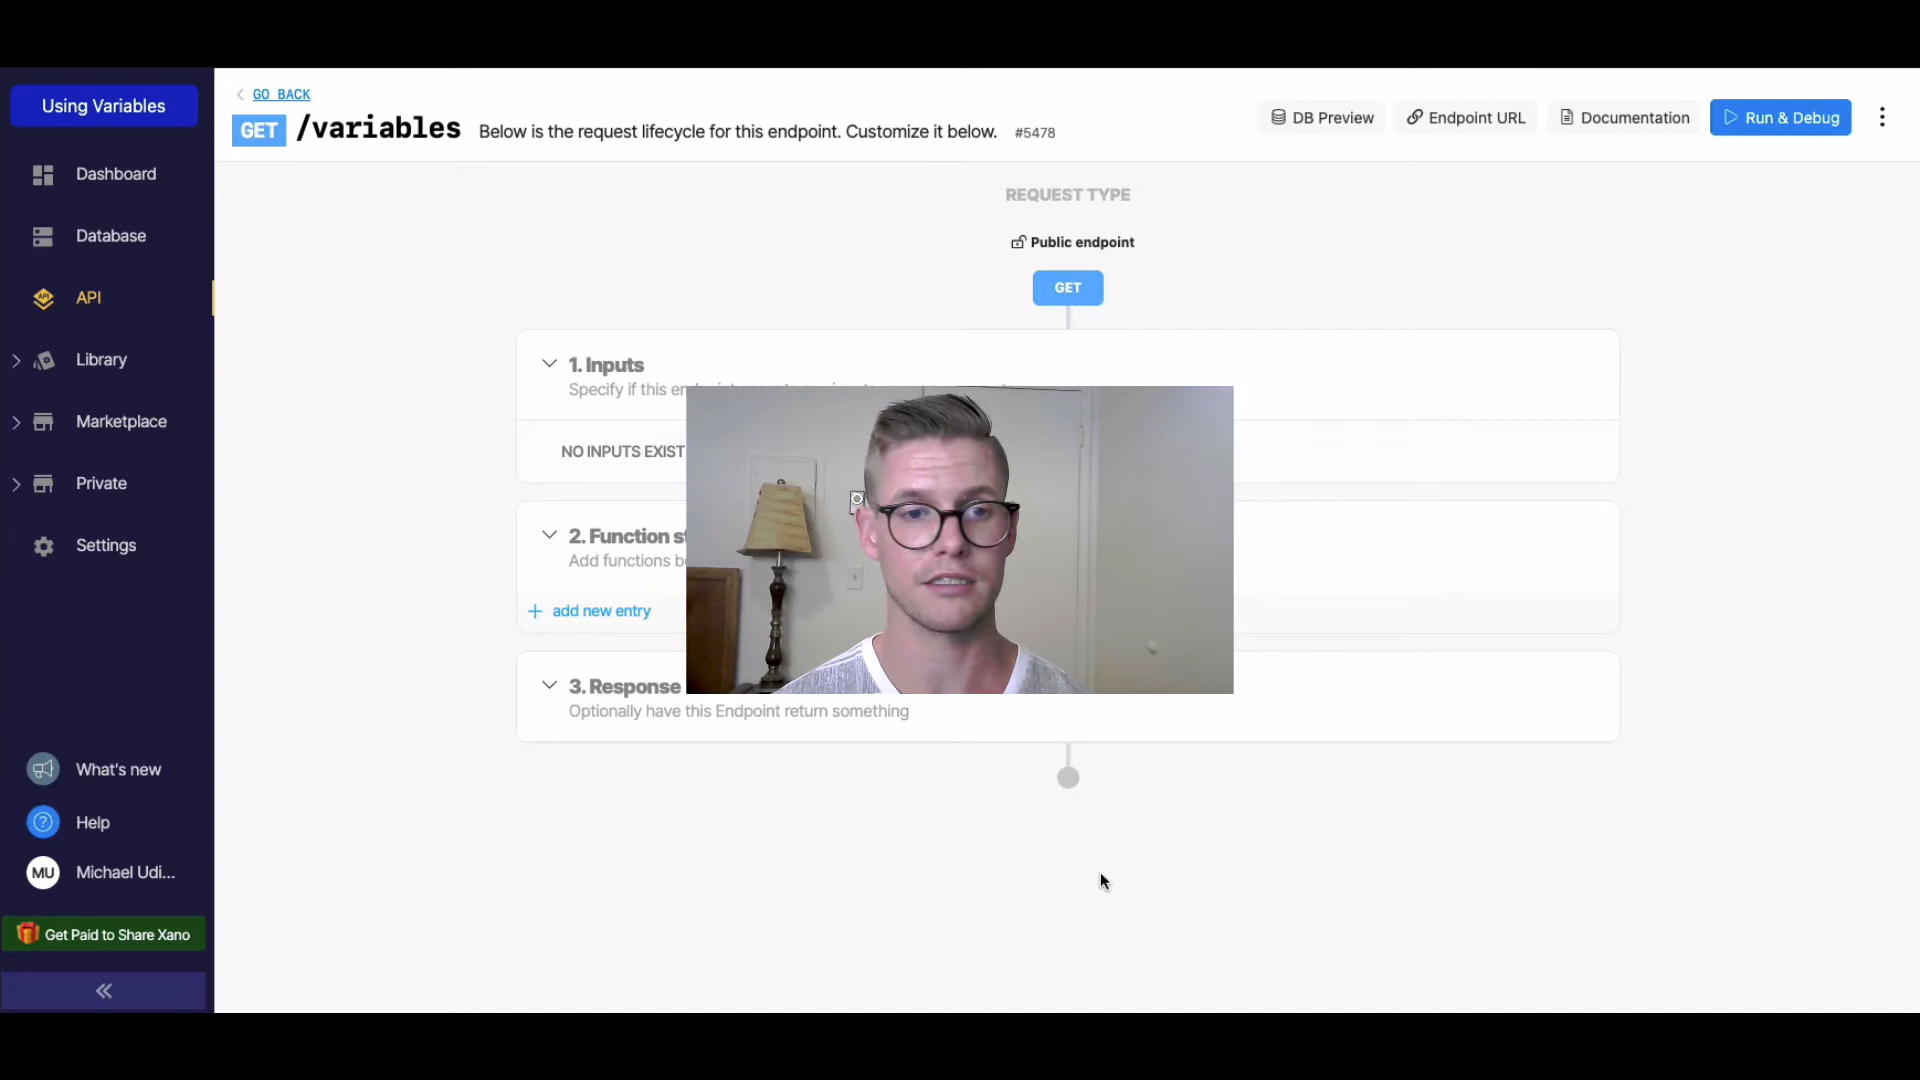 Using Variables
Dashboard
Database
API
Library
Marketplace
Private
Settings
What's new
Help
MU Michael Udi...
Get Paid to Share Xano
GO BACK
GET /variables Below is the request lifecycle for this endpoint. Customize it below. #5478
DB Preview
Endpoint URL
Documentation
Run & Debug
REQUEST TYPE
Public endpoint
GET
1. Inputs
Specify if this
NO INPUTS EXIST
2. Function
Add functions
+ add new entry
3. Response
Optionally have this Endpoint return something